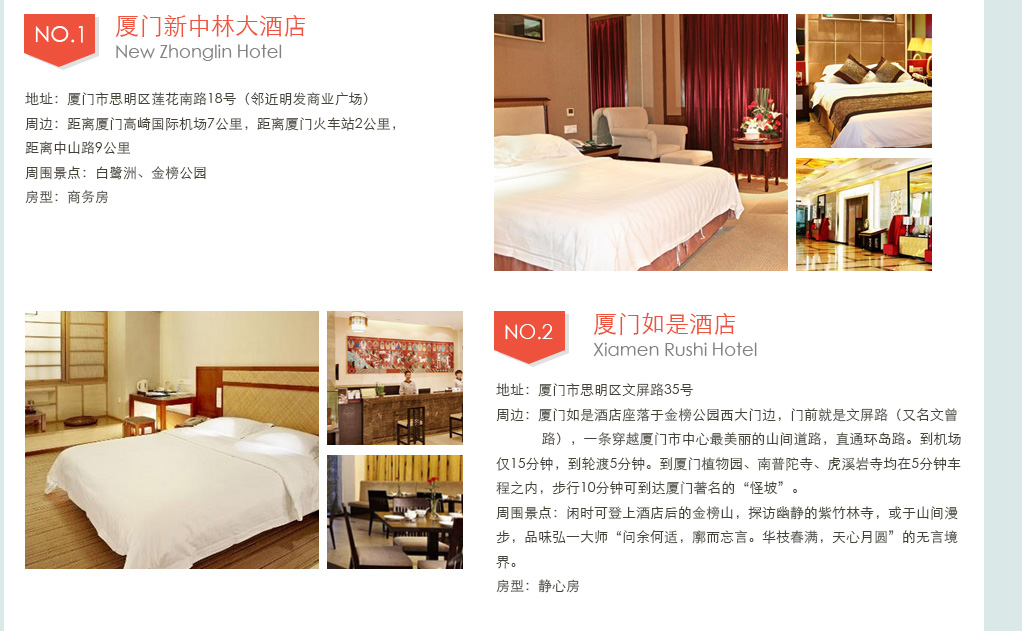 NO.1
厦门新中林大酒店
New Zhonglin Hotel
地址：厦门市思明区莲花南路18号（邻近明发商业广场）
周边：距离厦门高崎国际机场7公里，距离厦门火车站2公里，
距离中山路9公里
周围景点：白鹭洲、金榜公园
房型：商务房
NO.2
厦门如是酒店
Xiamen Rushi Hotel
地址：厦门市思明区文屏路35号
周边：厦门如是酒店座落于金榜公园西大门边，门前就是文屏路（又名文曾
路），一条穿越厦门市中心最美丽的山间道路，直通环岛路。到机场
仅15分钟，到轮渡5分钟。到厦门植物园、南普陀寺、虎溪岩寺均在5分钟车
程之内，步行10分钟可到达厦门著名的“怪坡”。
周围景点：闲时可登上酒店后的金榜山，探访幽静的紫竹林寺，或于山间漫
步，品味弘一大师“问余何适，廓而忘言。华枝春满，天心月圆”的无言境
界。
房型：静心房